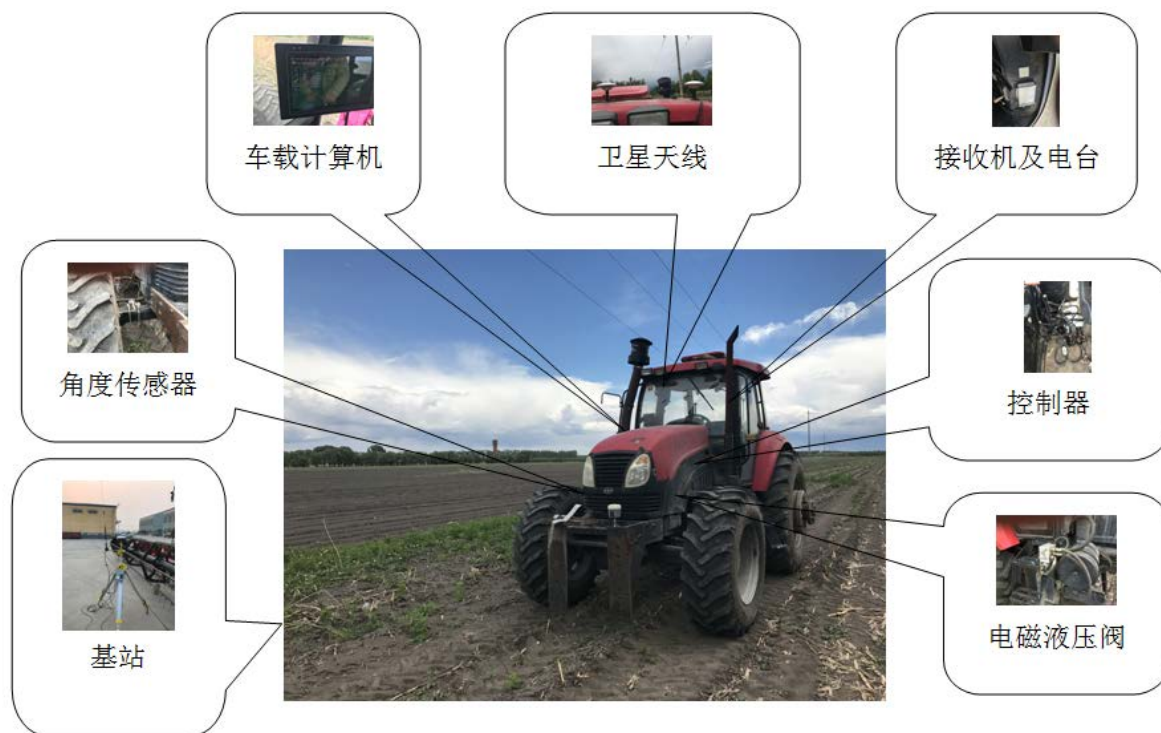 车载计算机
卫星天线
接收机及电台
角度传感器
控制器
基站
电磁液压阀